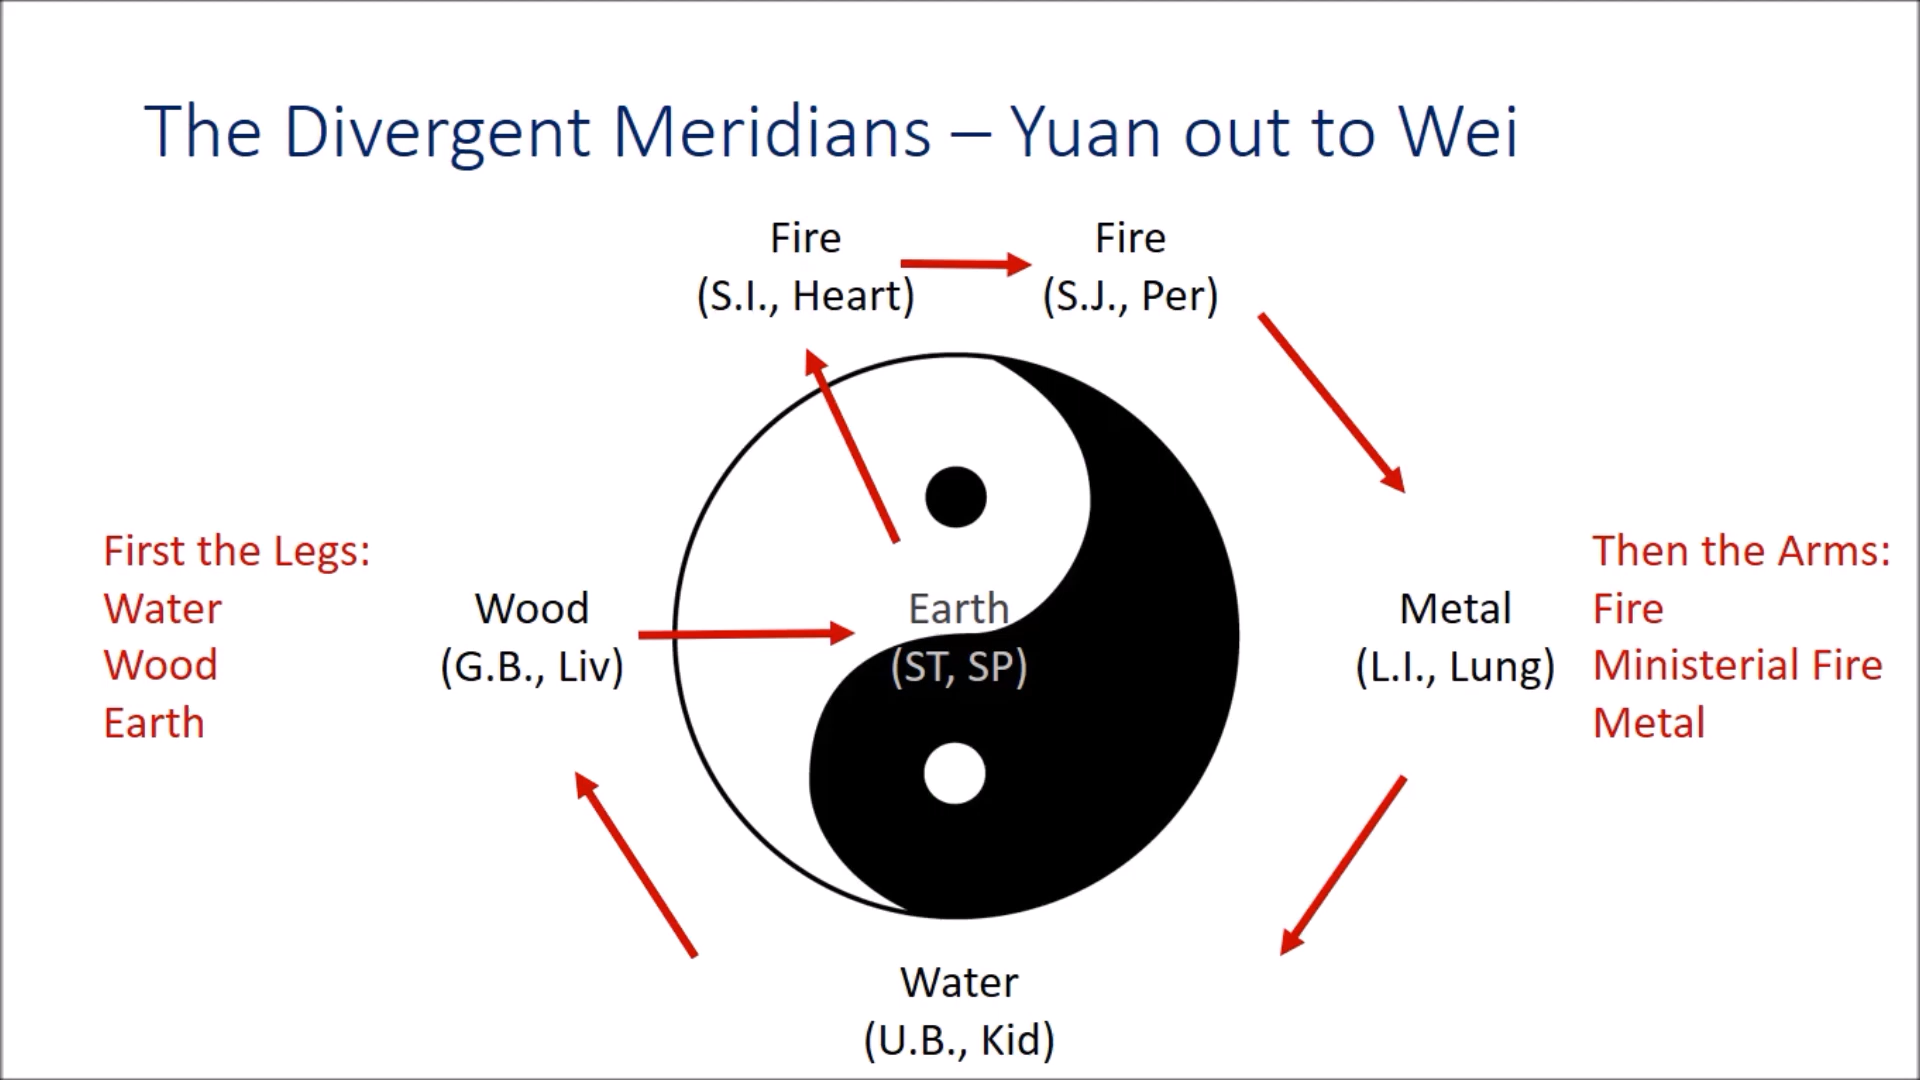 The Divergent Meridians – Yuan out to Wei
Fire
(S.I., Heart)
Fire
(S.J., Per)
First the Legs:
Water
Wood
Earth
Wood
(G.B., Liv)
Earth
(ST, SP)
Metal
(L.I., Lung)
Then the Arms:
Fire
Ministerial Fire
Metal
Water
(U.B., Kid)